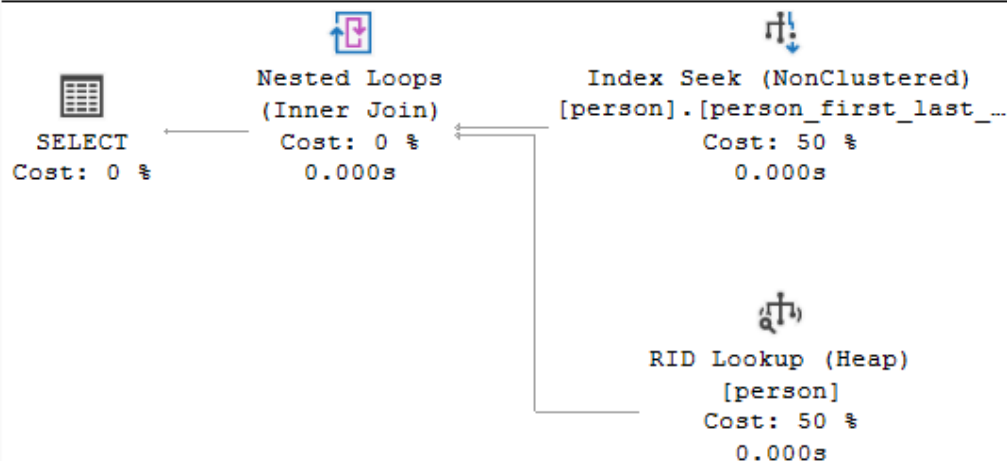 SELECT
Cost: 0 %
Nested Loops
(Inner Join)
Cost: 0 %
0.000s
Index Seek (NonClustered)
[person].[person_first_last_…
Cost: 50 %
0.000s
RID Lookup (Heap)
[person]
Cost: 50 %
0.000s